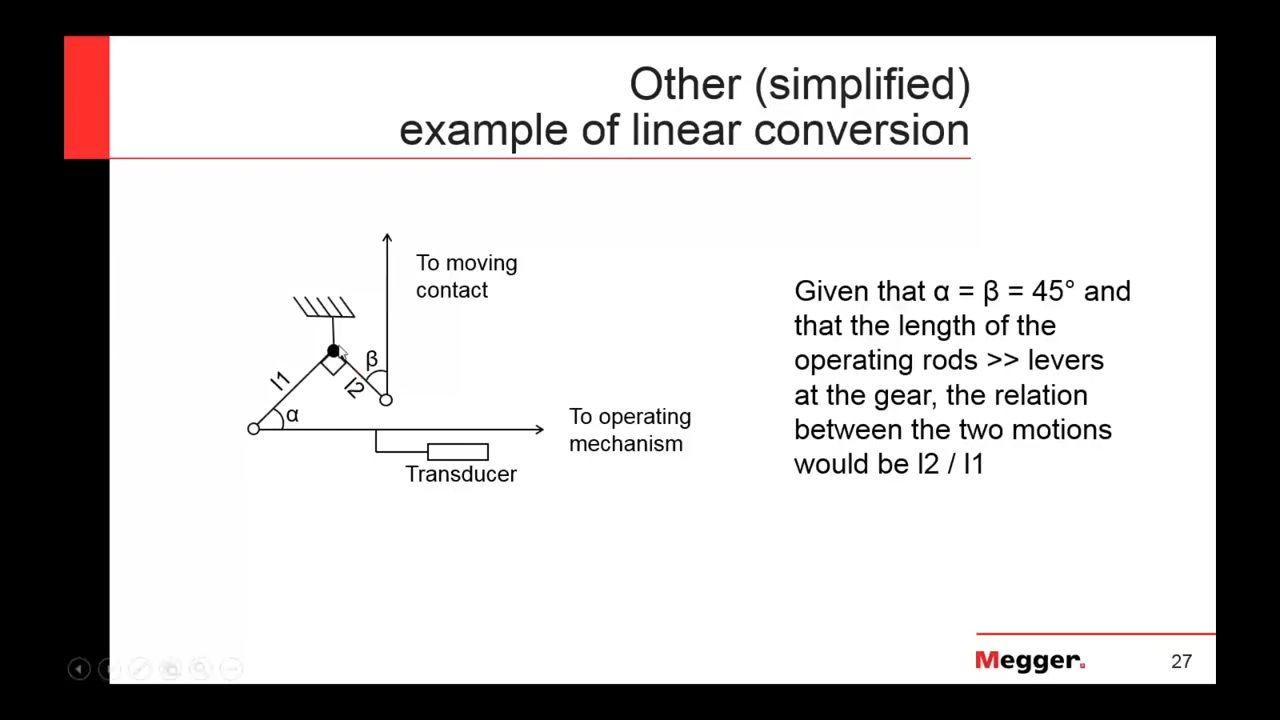 Other (simplified)
example of linear conversion
To moving
contact
β
l1
l2
α
To operating
mechanism
Transducer
Given that α = β = 45° and
that the length of the
operating rods >> levers
at the gear, the relation
between the two motions
would be l2 / l1
Megger.
27